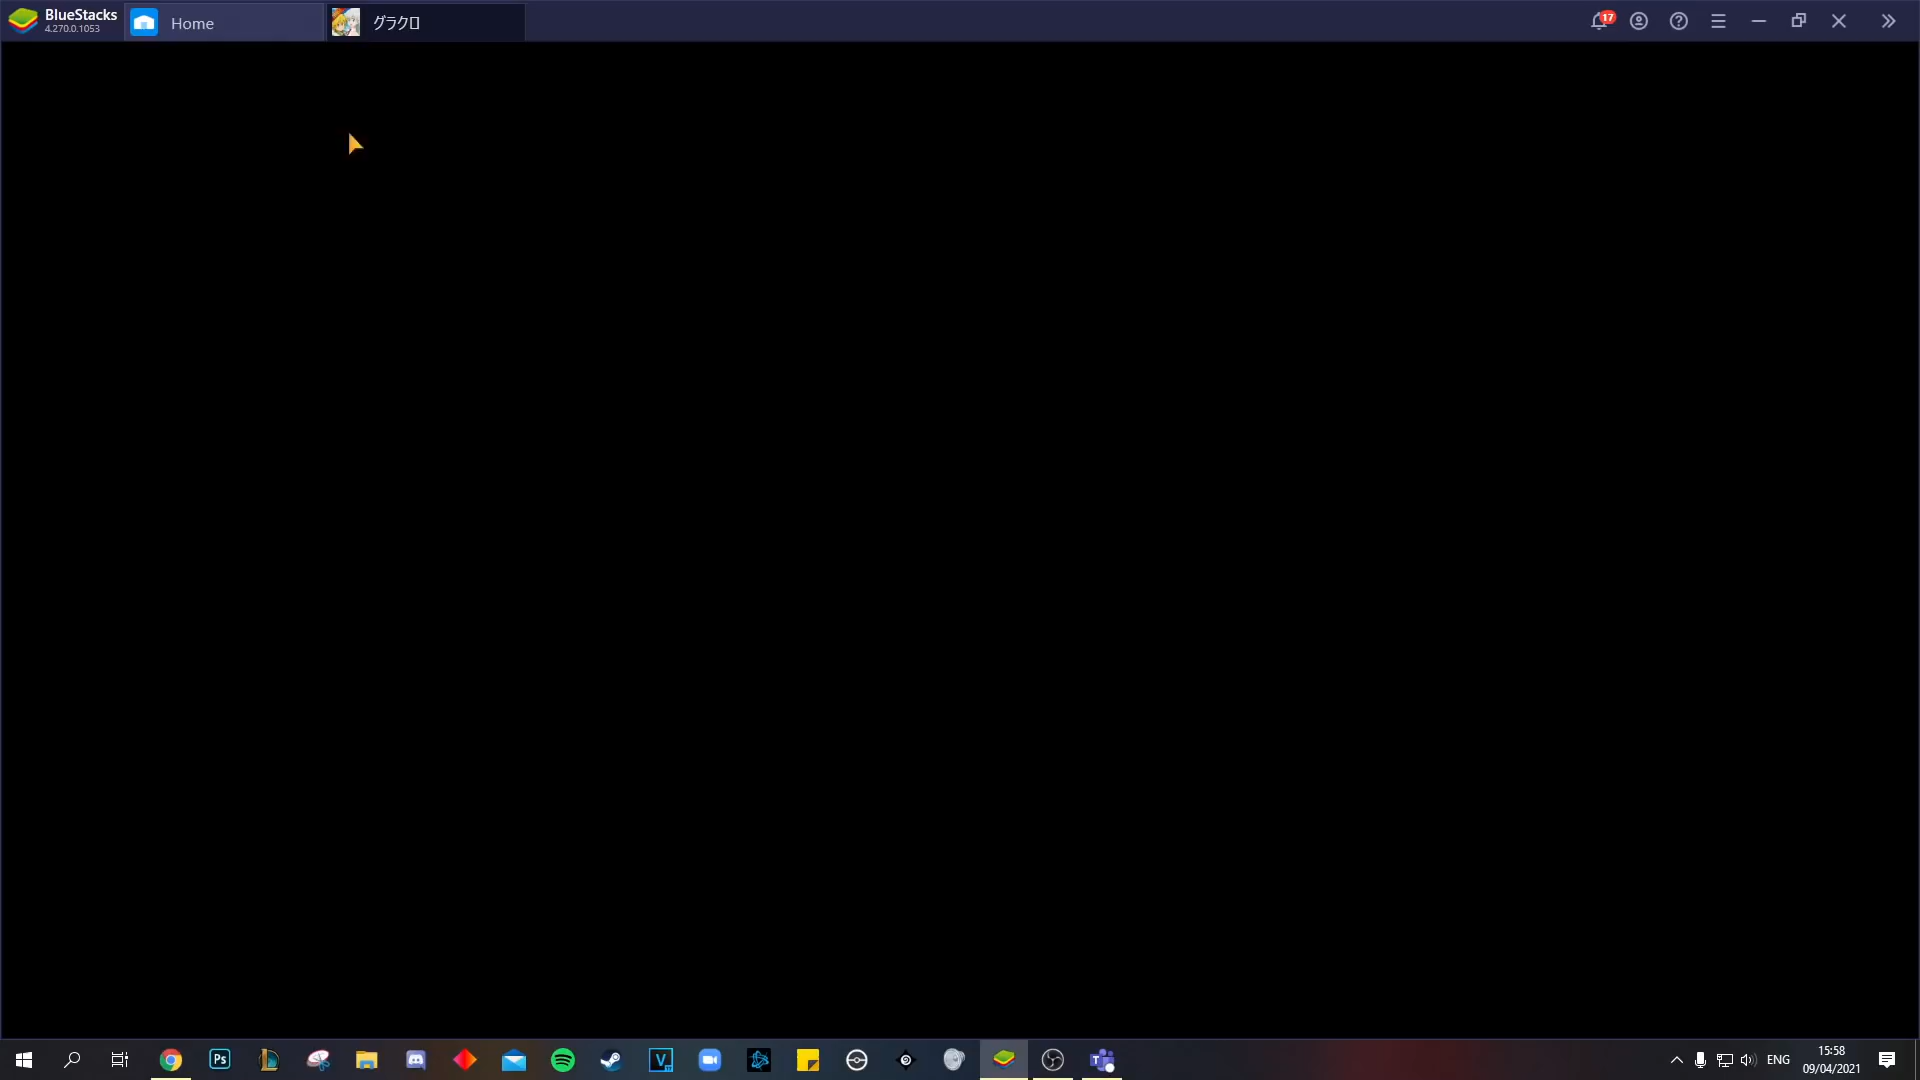 BlueStacks
4.270.0.1053
Home
グラクロ
17
Ps
V
T
ENG
15:58
09/04/2021